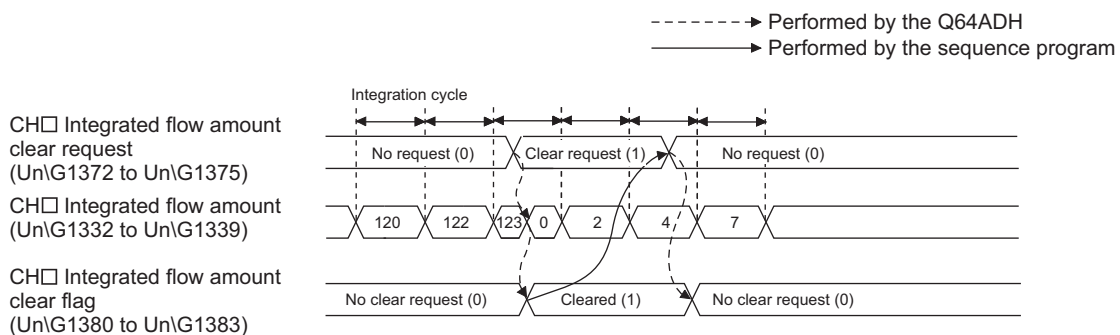 Performed by the Q64ADH
Performed by the sequence program
Integration cycle
CH□ Integrated flow amount
clear request
(Un\G1372 to Un\G1375)
No request (0)
Clear request (1)
No request (0)
CH□ Integrated flow amount
(Un\G1332 to Un\G1339)
120
122
123
0
2
4
7
CH□ Integrated flow amount
clear flag
(Un\G1380 to Un\G1383)
No clear request (0)
Cleared (1)
No clear request (0)